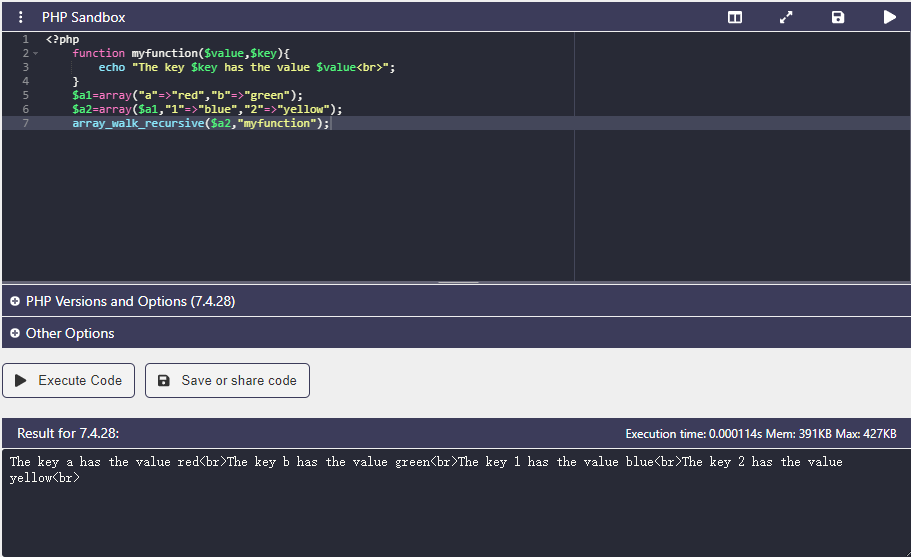 PHP Sandbox
1 <?php
2 function myfunction($value,$key){
3 echo "The key $key has the value $value<br>";
4 }
5 $a1=array("a"=>"red","b"=>"green");
6 $a2=array($a1,"1"=>"blue","2"=>"yellow");
7 array_walk_recursive($a2,"myfunction");
PHP Versions and Options (7.4.28)
Other Options
Execute Code Save or share code
Result for 7.4.28: Execution time: 0.000114s Mem: 391KB Max: 427KB
The key a has the value red<br>The key b has the value green<br>The key 1 has the value blue<br>The key 2 has the value
yellow<br>